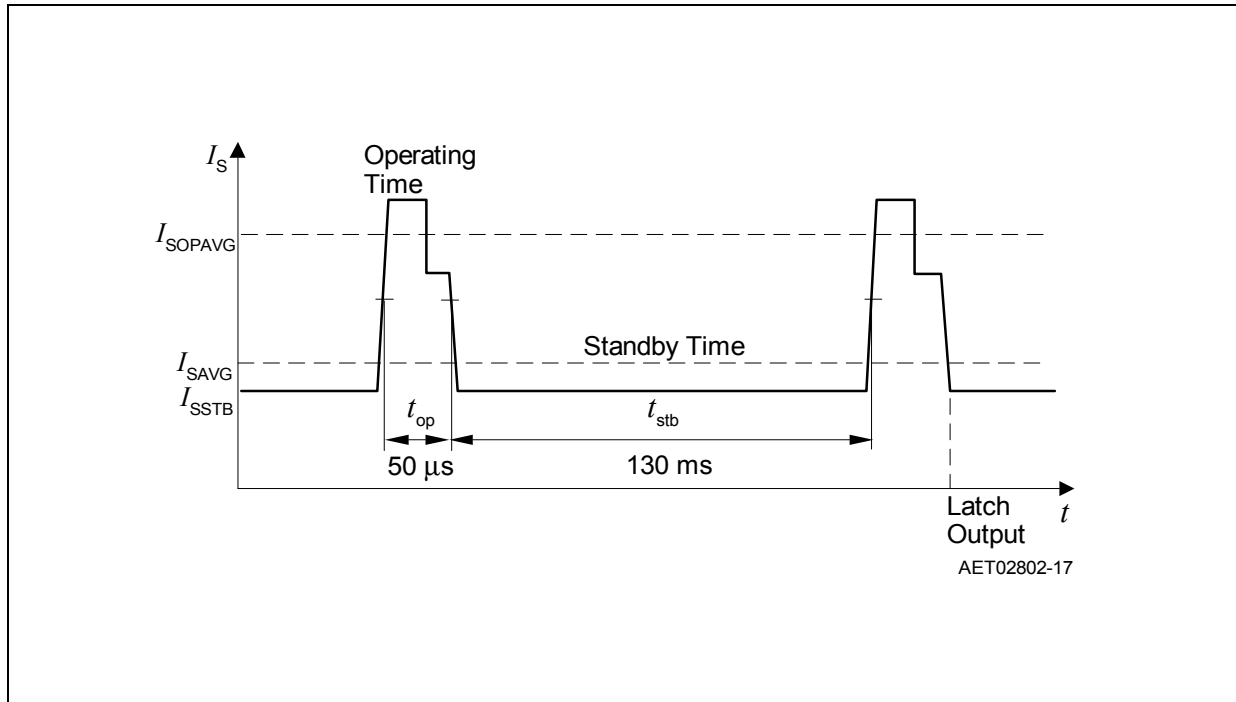 I_S
Operating
Time
I_SOPAVG
Standby Time
I_SAVG
I_SSTB
t_op
t_stb
50 μs
130 ms
Latch
Output
t
AET02802-17